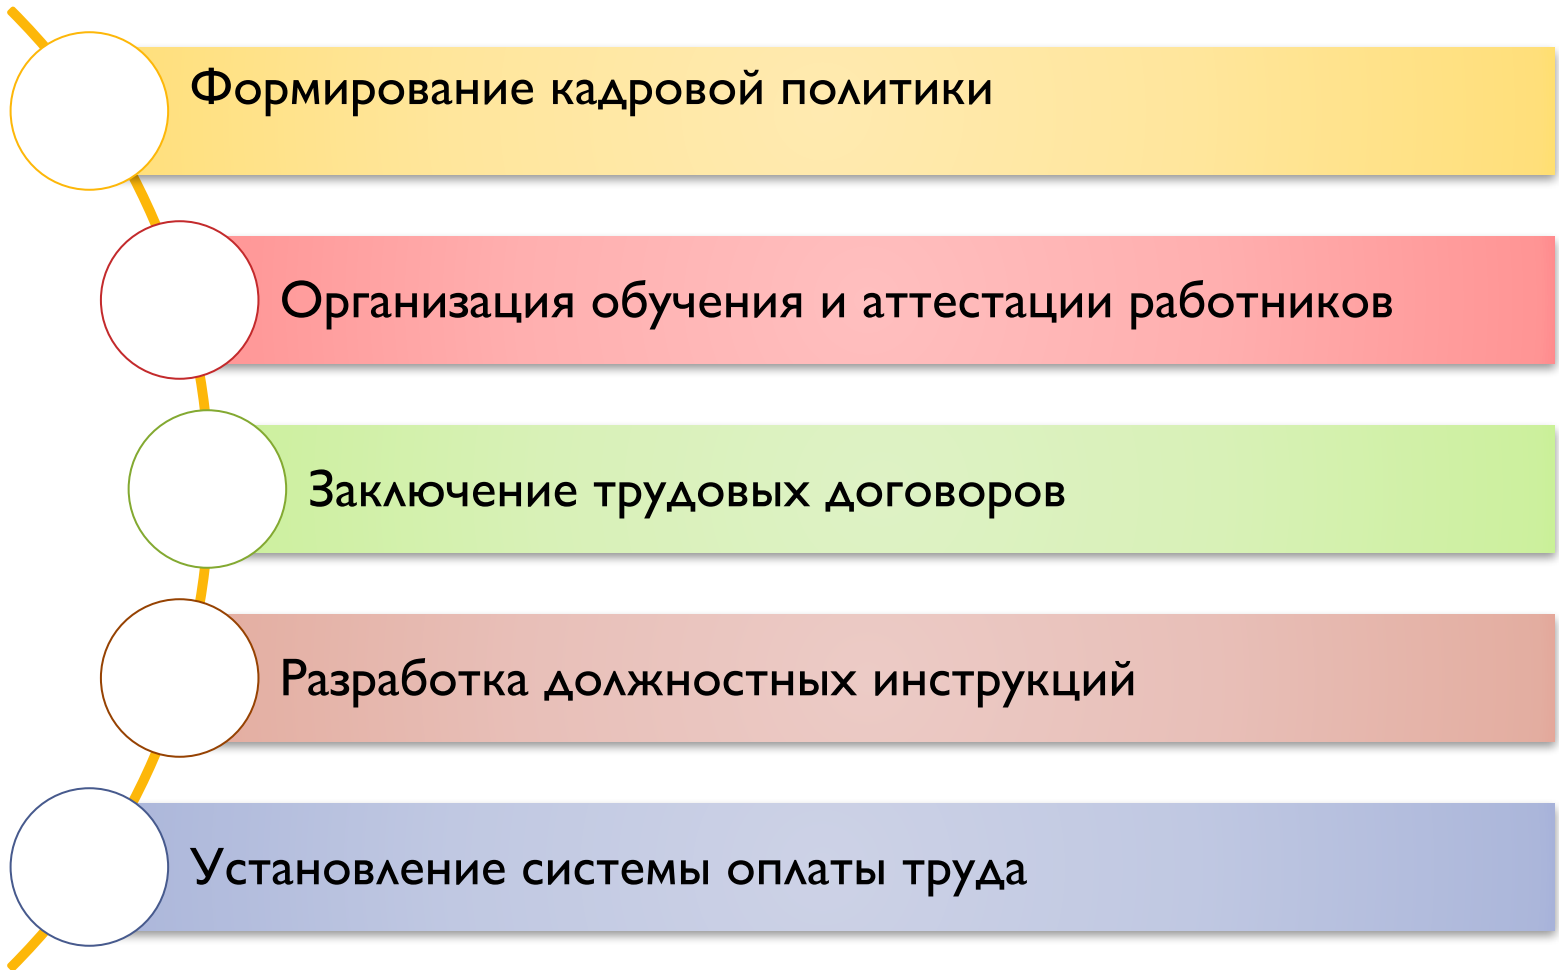 Формирование кадровой политики
Организация обучения и аттестации работников
Заключение трудовых договоров
Разработка должностных инструкций
Установление системы оплаты труда